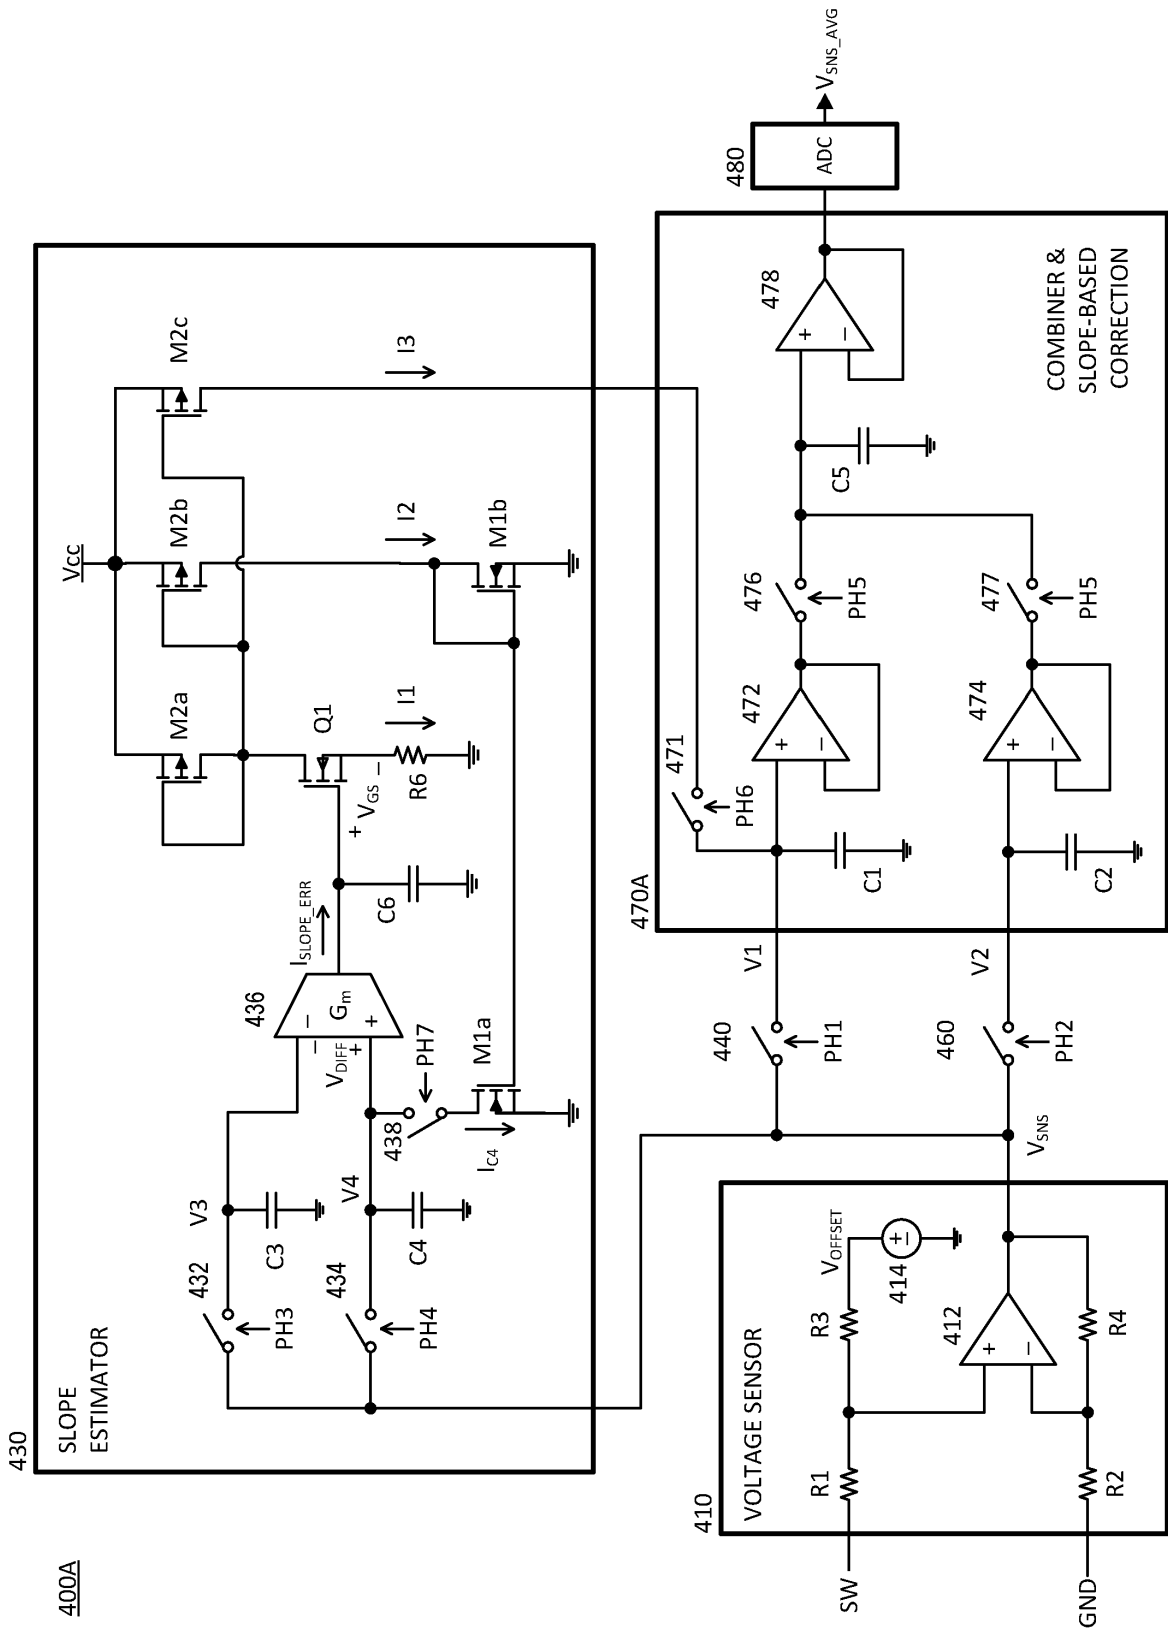 400A
430
SLOPE
ESTIMATOR
432
PH3
V3
C3
434
PH4
V4
C4
436
Gm
−
+
−
VDIFF
+
438
PH7
IC4
M1a
ISLOPE_ERR
C6
+ VGS −
Q1
R6
I1
M2a
Vcc
M2b
I2
M1b
M2c
I3
410
VOLTAGE SENSOR
SW
GND
R1
R2
R3
R4
VOFFSET
414
+
−
412
+
−
VSNS
440
PH1
V1
460
PH2
V2
470A
471
PH6
C1
C2
472
+
−
474
+
−
476
PH5
477
PH5
C5
478
+
−
COMBINER &
SLOPE-BASED
CORRECTION
480
ADC
VSNS_AVG